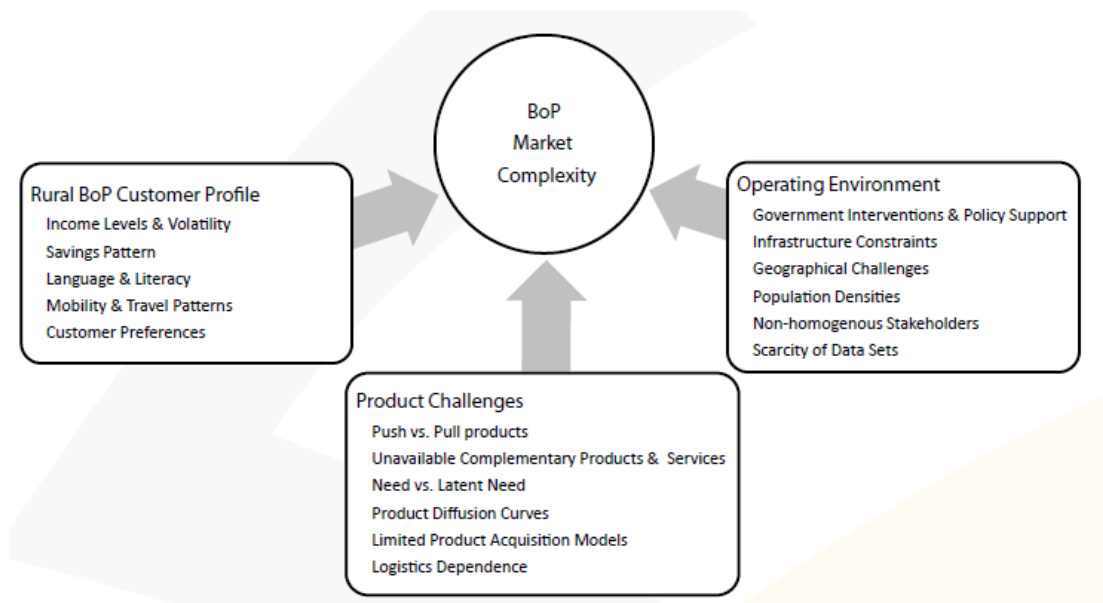 BoP
Market
Complexity
Rural BoP Customer Profile
Income Levels & Volatility
Savings Pattern
Language & Literacy
Mobility & Travel Patterns
Customer Preferences
Operating Environment
Government Interventions & Policy Support
Infrastructure Constraints
Geographical Challenges
Population Densities
Non-homogenous Stakeholders
Scarcity of Data Sets
Product Challenges
Push vs. Pull products
Unavailable Complementary Products & Services
Need vs. Latent Need
Product Diffusion Curves
Limited Product Acquisition Models
Logistics Dependence